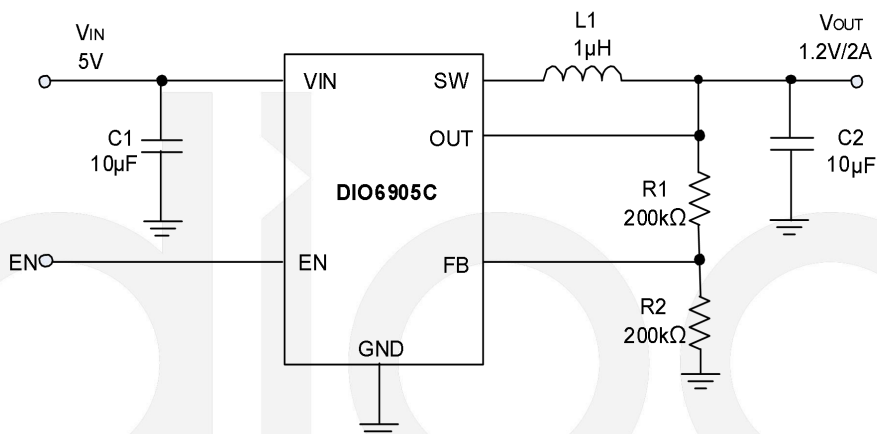 VIN
5V
C1
10µF
EN
VIN
SW
OUT
DIO6905C
EN
FB
GND
L1
1µH
VOUT
1.2V/2A
C2
10µF
R1
200kΩ
R2
200kΩ
dioo